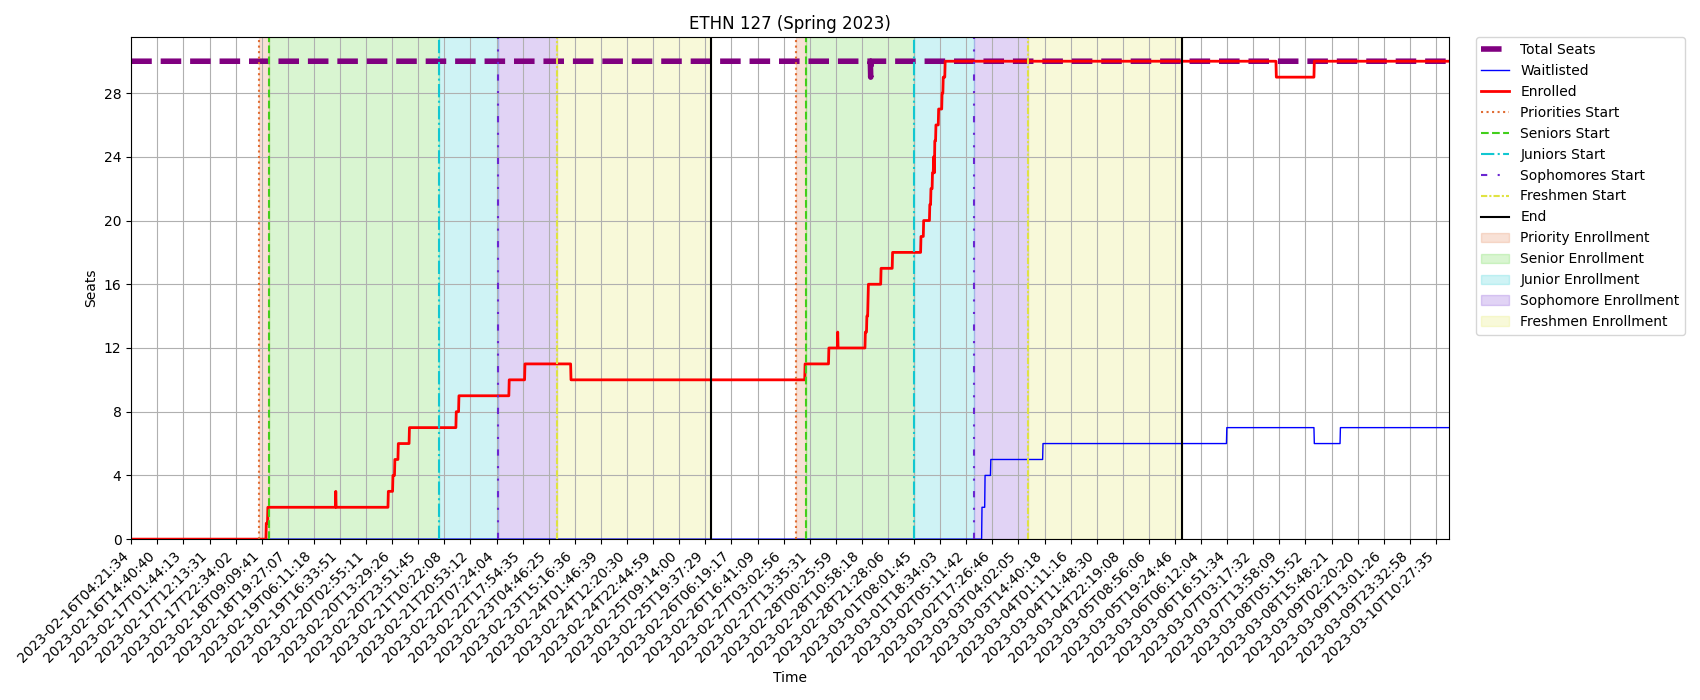 ETHN 127 (Spring 2023)
Total Seats
Waitlisted
Enrolled
Priorities Start
Seniors Start
Juniors Start
Sophomores Start
Freshmen Start
End
Priority Enrollment
Senior Enrollment
Junior Enrollment
Sophomore Enrollment
Freshmen Enrollment
Seats
28
24
20
16
12
8
4
0
2023-02-16T04:21:34
2023-02-16T14:40:40
2023-02-17T01:44:13
2023-02-17T12:13:31
2023-02-17T22:34:02
2023-02-18T09:09:41
2023-02-18T19:27:07
2023-02-19T06:11:18
2023-02-19T16:33:51
2023-02-20T02:55:11
2023-02-20T13:29:26
2023-02-20T23:51:45
2023-02-21T10:22:08
2023-02-21T20:53:12
2023-02-22T07:24:04
2023-02-22T17:54:35
2023-02-23T04:46:25
2023-02-23T15:16:36
2023-02-24T01:46:39
2023-02-24T12:20:30
2023-02-24T22:44:59
2023-02-25T09:14:00
2023-02-25T19:37:29
2023-02-26T06:19:17
2023-02-26T16:41:09
2023-02-27T03:02:56
2023-02-27T13:35:31
2023-02-28T00:25:59
2023-02-28T10:58:18
2023-02-28T21:28:06
2023-03-01T08:01:45
2023-03-01T18:34:03
2023-03-02T05:11:42
2023-03-02T17:26:46
2023-03-03T04:02:05
2023-03-03T14:40:18
2023-03-04T01:11:16
2023-03-04T11:48:30
2023-03-04T22:19:08
2023-03-05T08:56:06
2023-03-05T19:24:46
2023-03-06T06:12:04
2023-03-06T16:51:34
2023-03-07T03:17:32
2023-03-07T13:58:09
2023-03-08T05:15:52
2023-03-08T15:48:21
2023-03-09T02:20:20
2023-03-09T13:01:26
2023-03-09T23:32:58
2023-03-10T10:27:35
Time